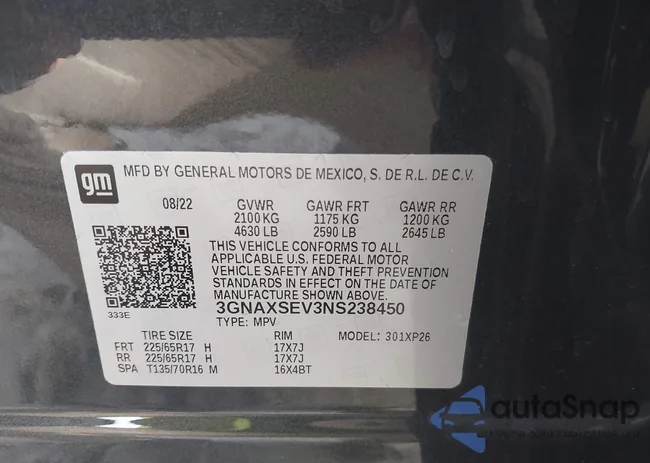 gm
MFD BY GENERAL MOTORS DE MEXICO, S. DE R.L. DE C.V.
08/22 GVWR GAWR FRT GAWR RR
2100 KG 1175 KG 1200 KG
4630 LB 2590 LB 2645 LB
THIS VEHICLE CONFORMS TO ALL
APPLICABLE U.S. FEDERAL MOTOR
VEHICLE SAFETY AND THEFT PREVENTION
STANDARDS IN EFFECT ON THE DATE OF
MANUFACTURE SHOWN ABOVE.
333E 3GNAXSEV3NS238450
TYPE: MPV
TIRE SIZE RIM MODEL: 301XP26
FRT 225/65R17 H 17X7J
RR 225/65R17 H 17X7J
SPA T135/70R16 M 16X4BT
autaSnap